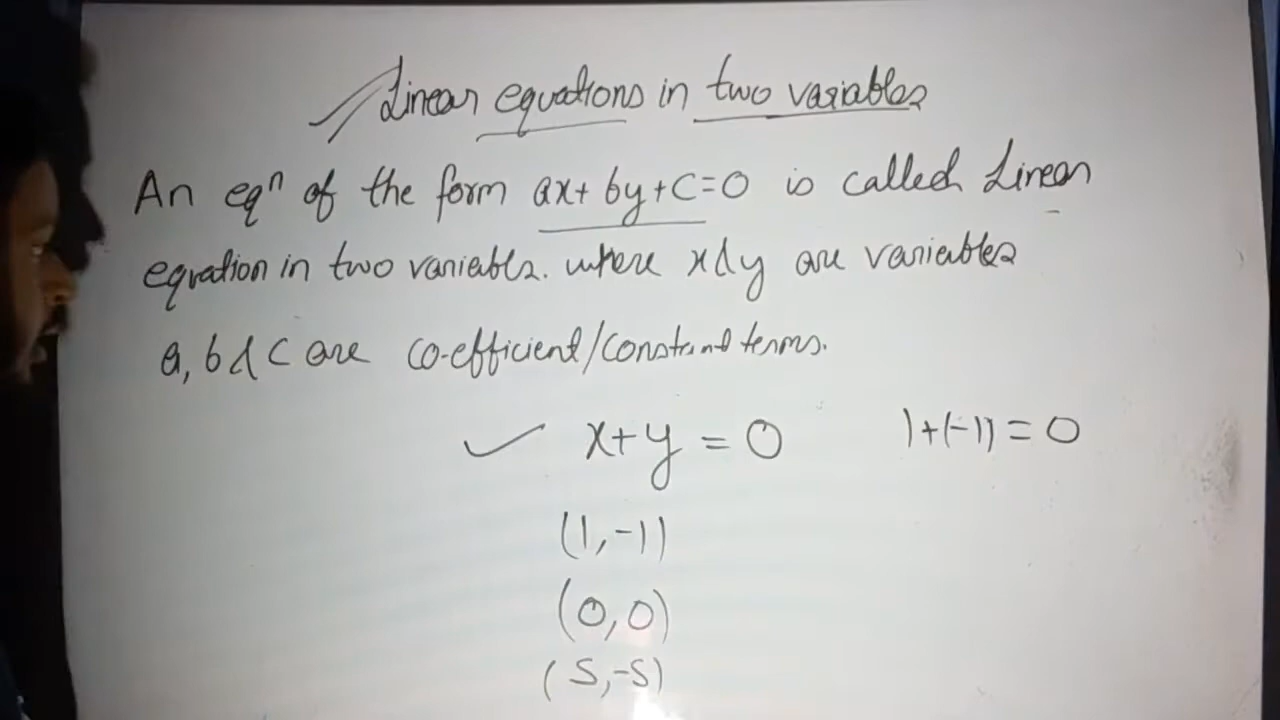 Linear equations in two variables
An eqⁿ of the form ax+by+c=0 is called Linear
equation in two variables. where x & y are variables
a, b & c are co-efficient/constant terms.
x+y=0 1+(-1)=0
(1,-1)
(0,0)
(5,-5)